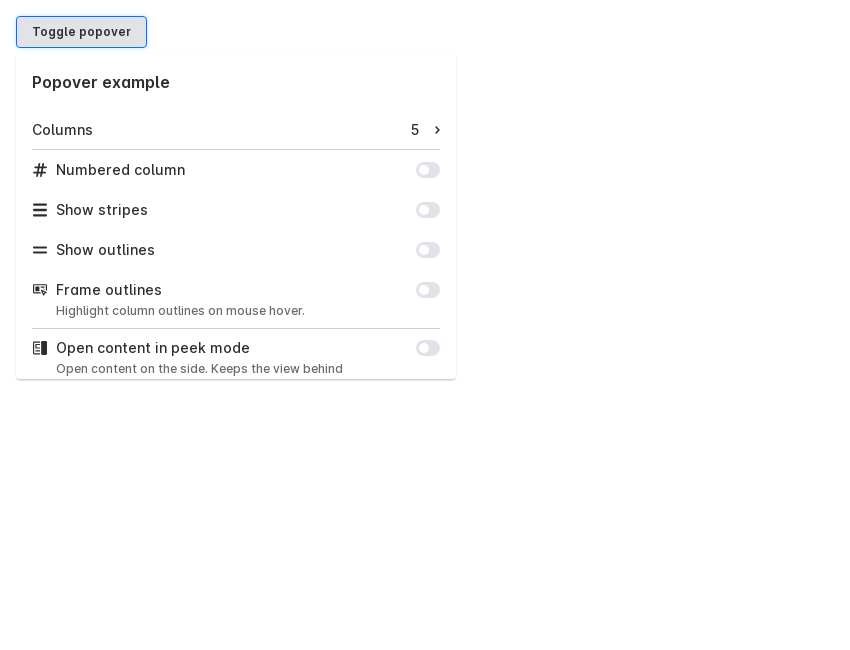 Toggle popover
Popover example
Columns 5
Numbered column
Show stripes
Show outlines
Frame outlines
Highlight column outlines on mouse hover.
Open content in peek mode
Open content on the side. Keeps the view behind